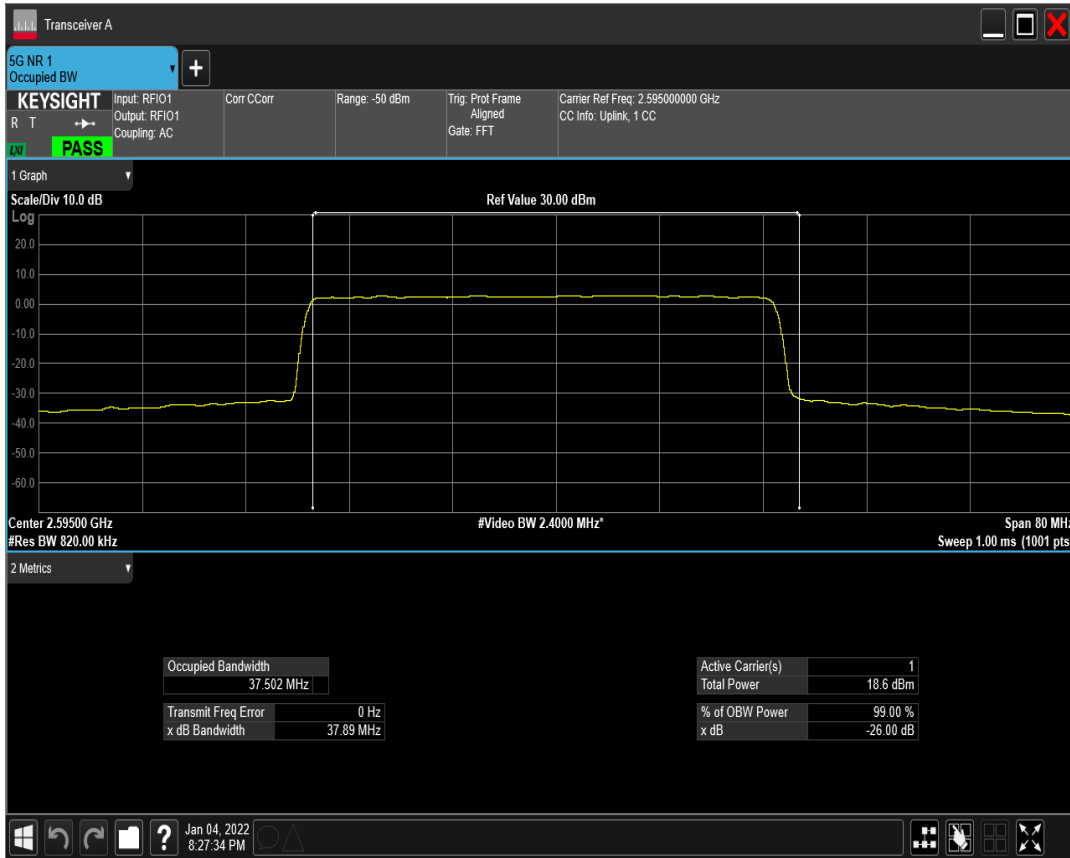 Transceiver A
5G NR 1
Occupied BW
KEYSIGHT
R T
LXI
PASS
Input: RFIO1
Output: RFIO1
Coupling: AC
Corr CCorr
Range: -50 dBm
Trig: Prot Frame
Aligned
Gate: FFT
Carrier Ref Freq: 2.595000000 GHz
CC Info: Uplink, 1 CC
1 Graph
Scale/Div 10.0 dB
Ref Value 30.00 dBm
Log
20.0
10.0
0.00
-10.0
-20.0
-30.0
-40.0
-50.0
-60.0
Center 2.59500 GHz
#Video BW 2.4000 MHz*
Span 80 MHz
#Res BW 820.00 kHz
Sweep 1.00 ms (1001 pts
2 Metrics
Occupied Bandwidth
37.502 MHz
Transmit Freq Error 0 Hz
x dB Bandwidth 37.89 MHz
Active Carrier(s) 1
Total Power 18.6 dBm
% of OBW Power 99.00 %
x dB -26.00 dB
?
Jan 04, 2022
8:27:34 PM